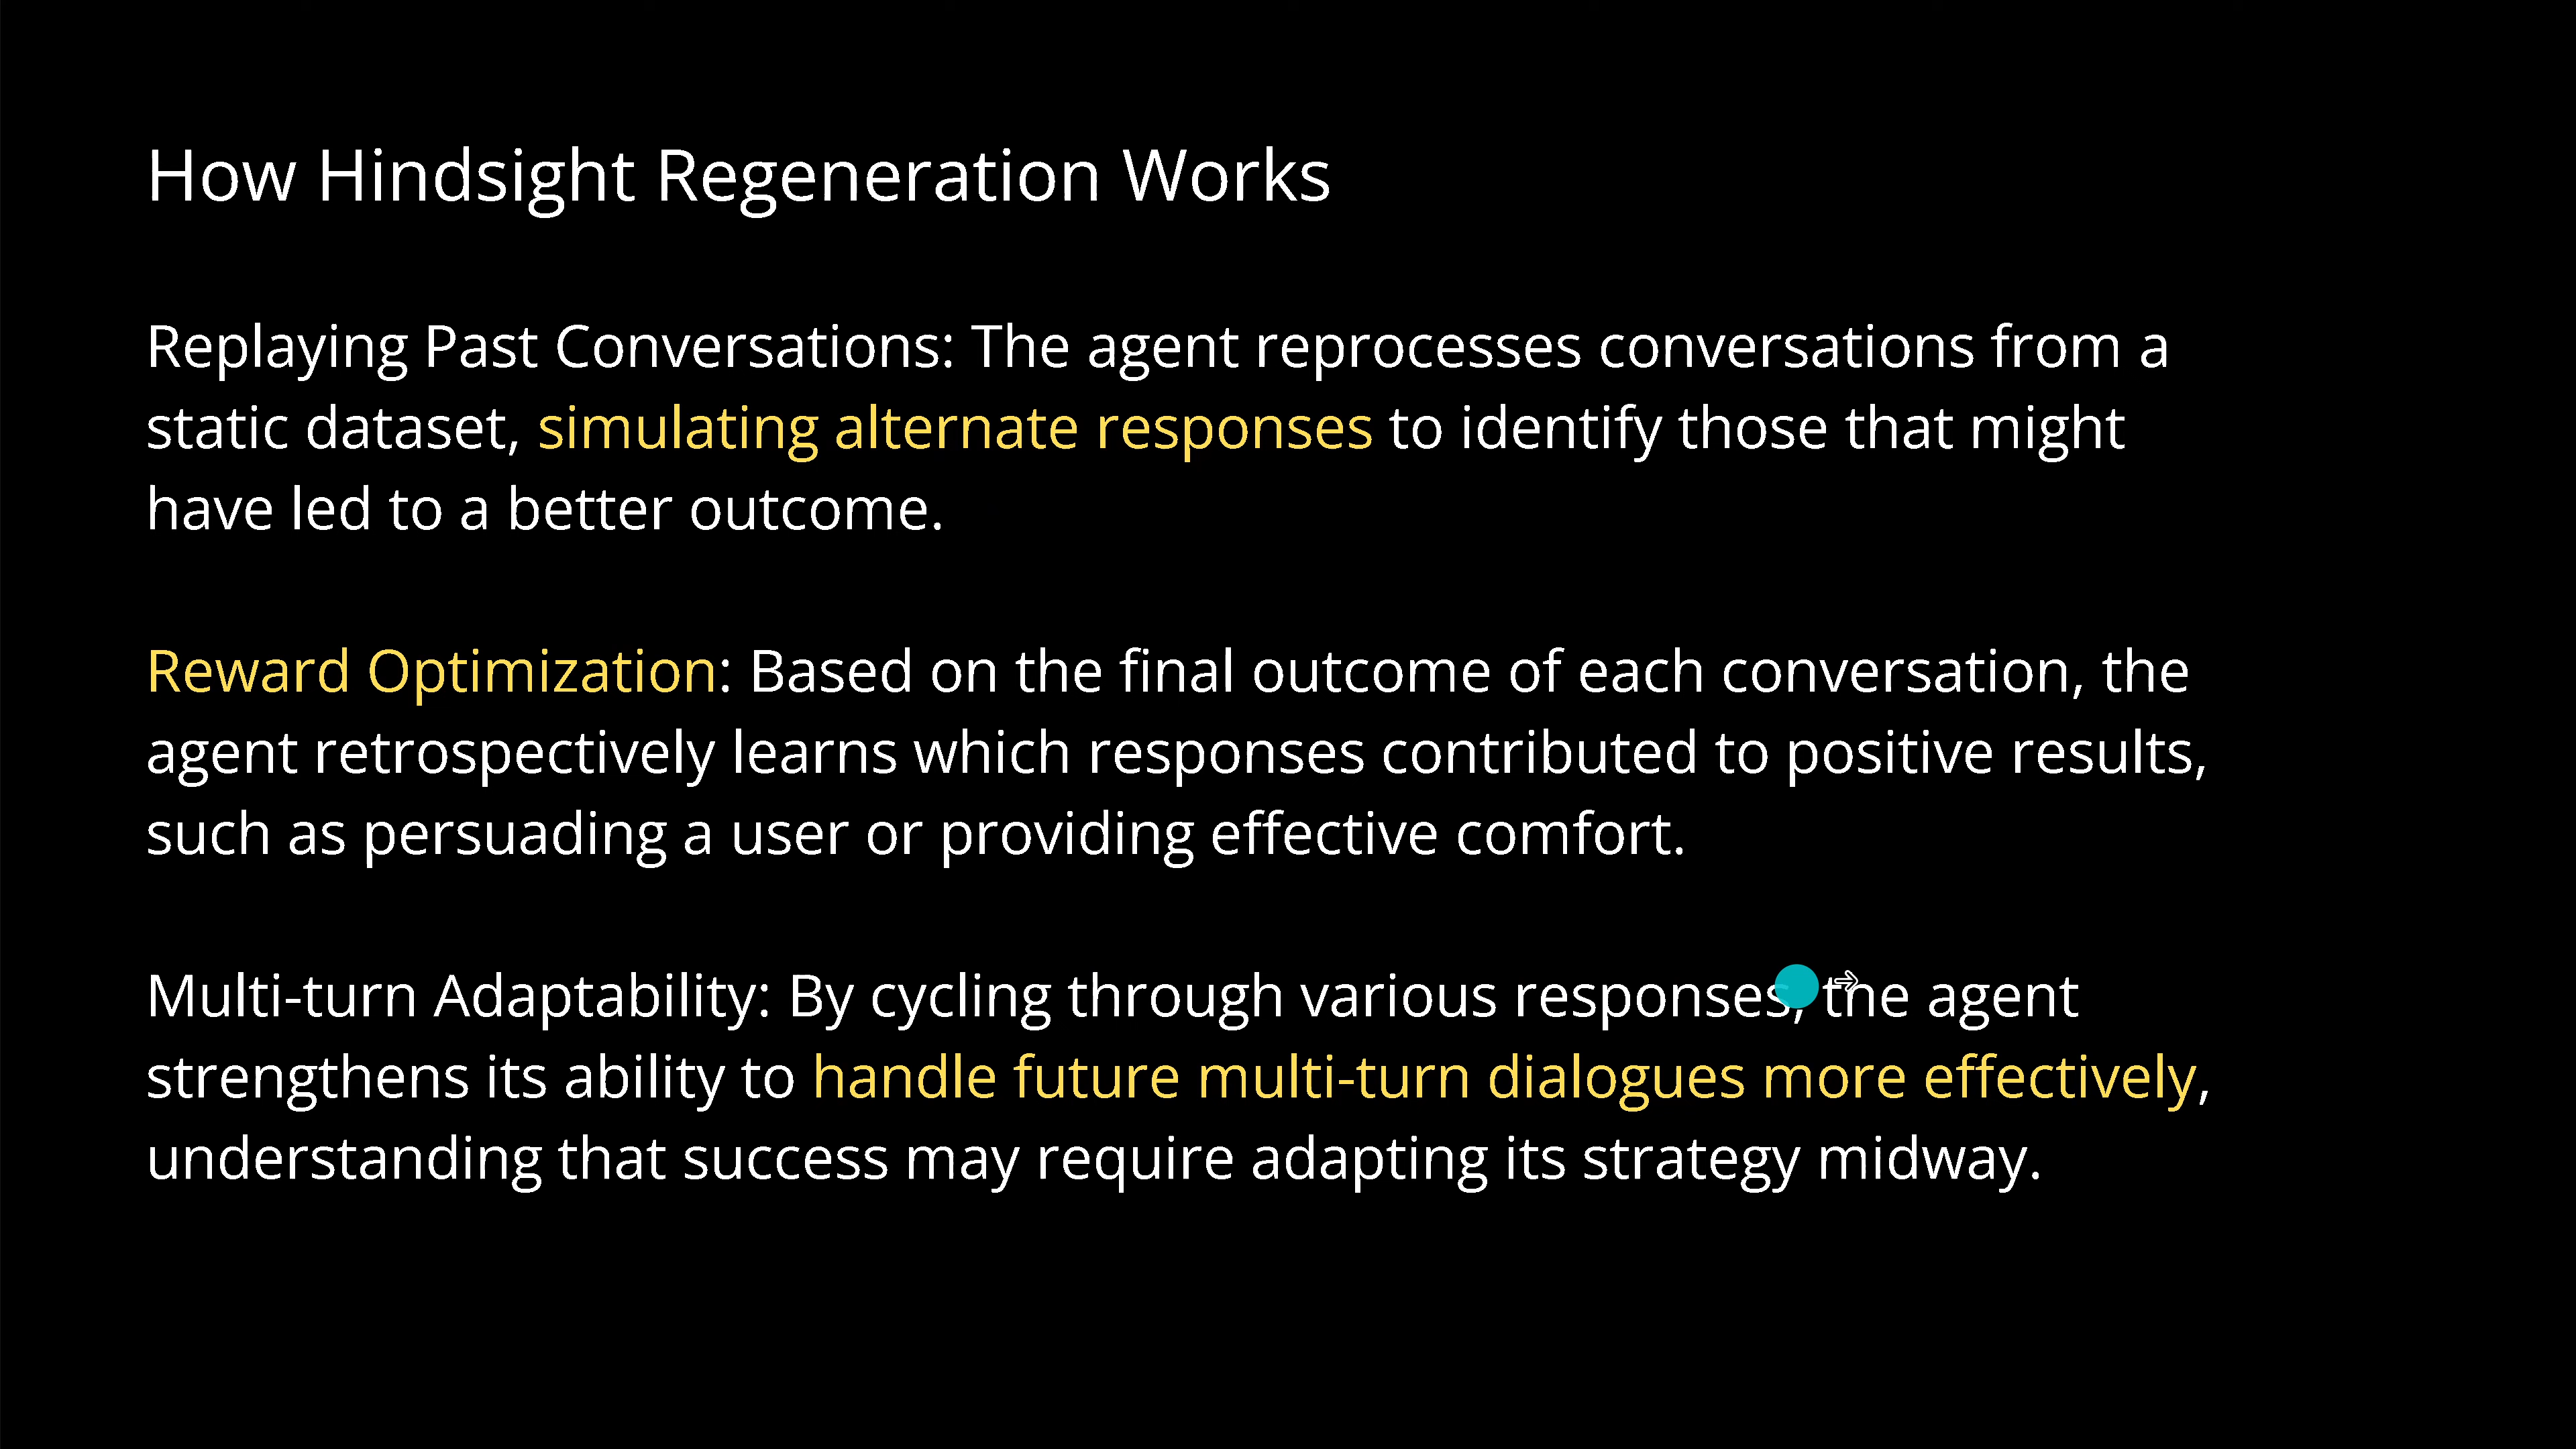 How Hindsight Regeneration Works
Replaying Past Conversations: The agent reprocesses conversations from a
static dataset, simulating alternate responses to identify those that might
have led to a better outcome.
Reward Optimization: Based on the final outcome of each conversation, the
agent retrospectively learns which responses contributed to positive results,
such as persuading a user or providing effective comfort.
Multi-turn Adaptability: By cycling through various responses, the agent
strengthens its ability to handle future multi-turn dialogues more effectively,
understanding that success may require adapting its strategy midway.